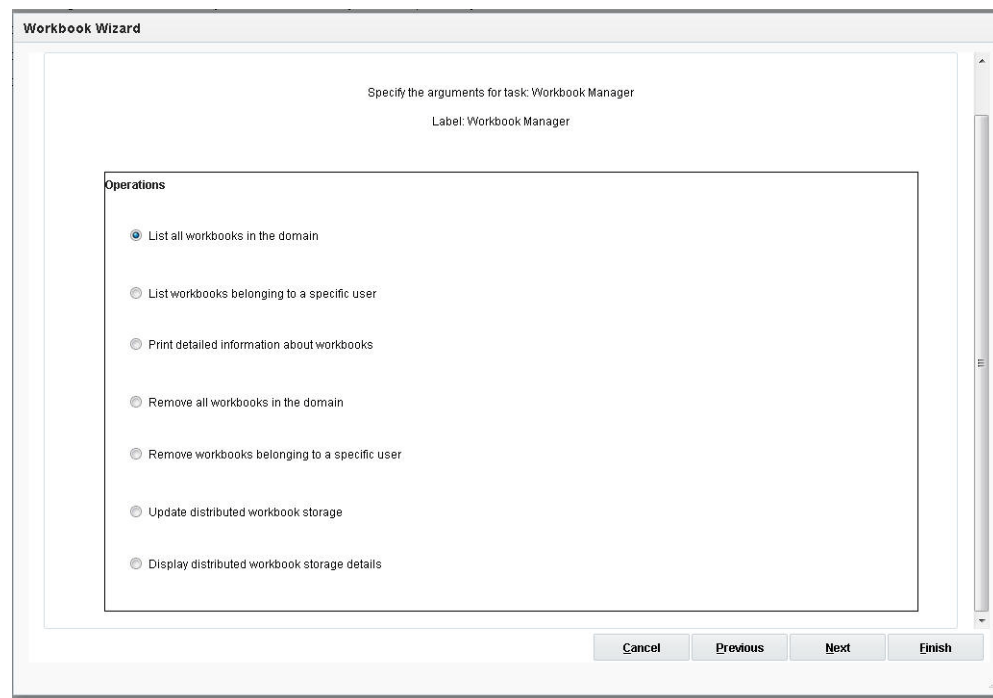 Workbook Wizard
Specify the arguments for task: Workbook Manager
Label: Workbook Manager
Operations
List all workbooks in the domain
List workbooks belonging to a specific user
Print detailed information about workbooks
Remove all workbooks in the domain
Remove workbooks belonging to a specific user
Update distributed workbook storage
Display distributed workbook storage details
Cancel Previous Next Finish